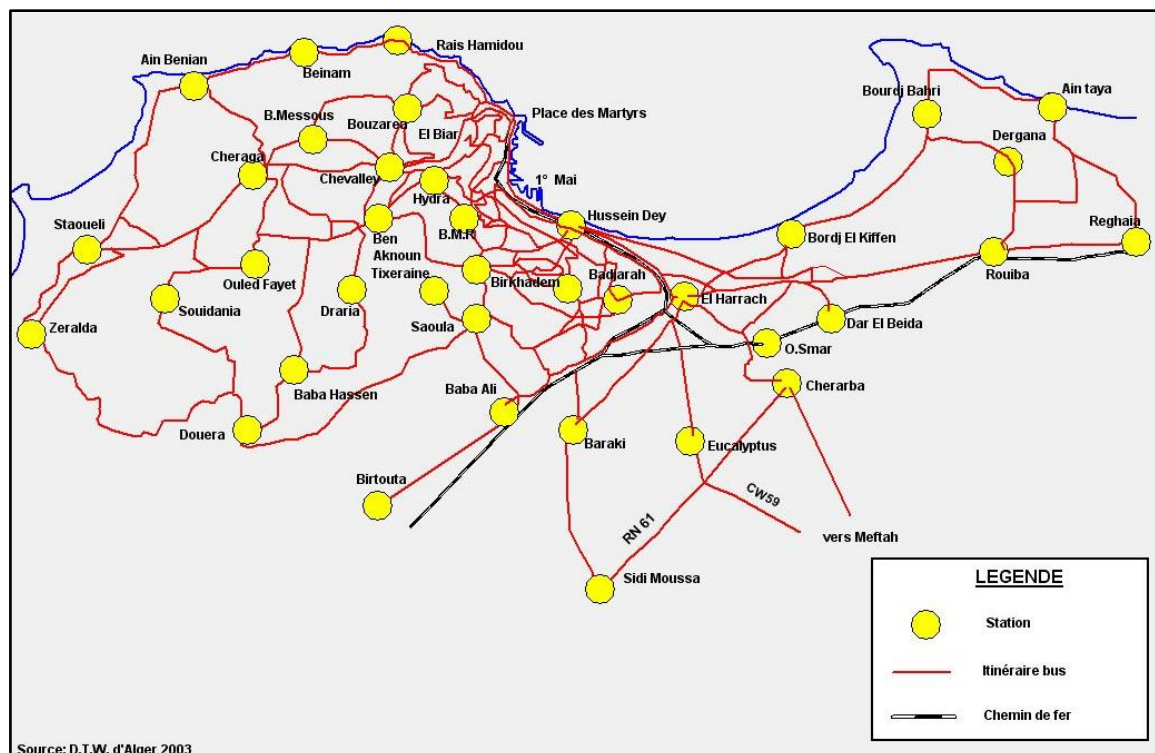 Rais Hamidou
Ain Benian
Beinam
Bourdj Bahri
Ain taya
B.Messous
Bouzarea
Place des Martyrs
El Biar
Dergana
Cheraga
Chevalley
1° Mai
Hydra
Hussein Dey
Staoueli
Ben
Aknoun
B.M.R
Bordj El Kiffen
Reghaia
Tixeraine
Birkhadem
Badjarah
Rouiba
Ouled Fayet
Souidania
Draria
Saoula
El Harrach
Dar El Beida
Zeralda
O.Smar
Baba Hassen
Baba Ali
Cherarba
Douera
Baraki
Eucalyptus
Birtouta
CW59
RN 61
vers Meftah
Sidi Moussa
LEGENDE
Station
Itinéraire bus
Chemin de fer
Source: D.T.W. d'Alger 2003